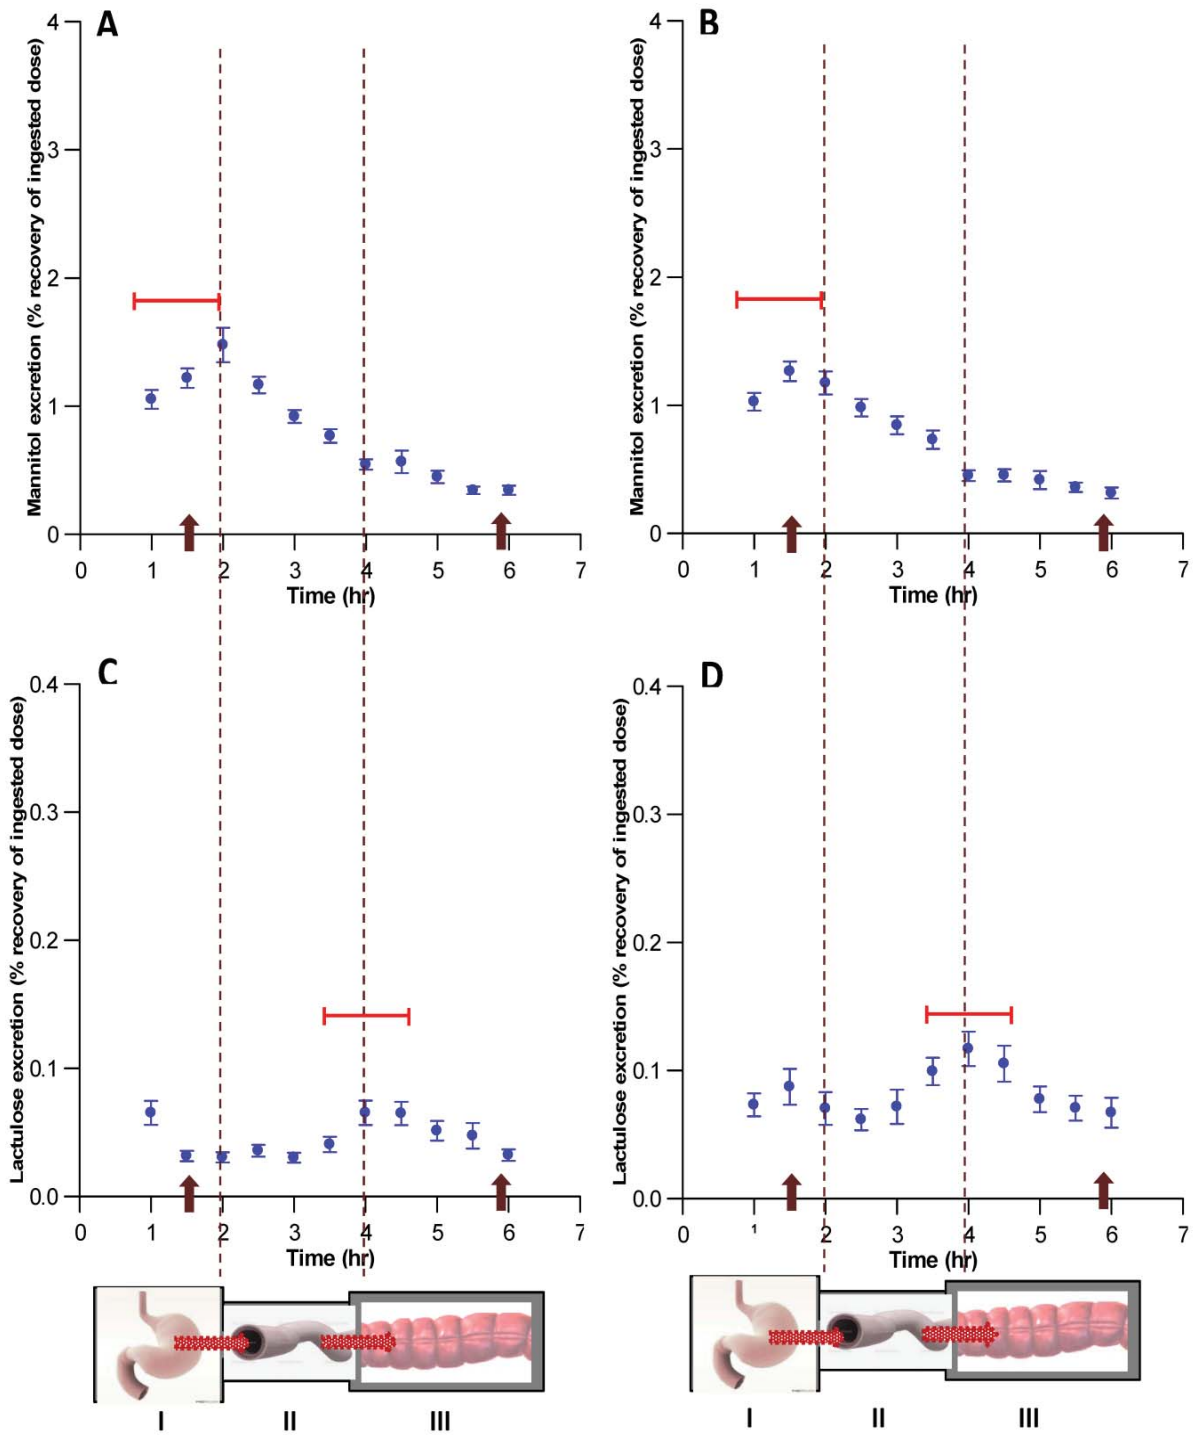 A
B
Mannitol excretion (% recovery of ingested dose)
4
3
2
1
0
0 1 2 3 4 5 6 7
Time (hr)
Mannitol excretion (% recovery of ingested dose)
4
3
2
1
0
0 1 2 3 4 5 6 7
Time (hr)
C
D
Lactulose excretion (% recovery of ingested dose)
0.4
0.3
0.2
0.1
0.0
0 1 2 3 4 5 6 7
Time (hr)
Lactulose excretion (% recovery of ingested dose)
0.4
0.3
0.2
0.1
0.0
0 1 2 3 4 5 6 7
Time (hr)
I II III
I II III